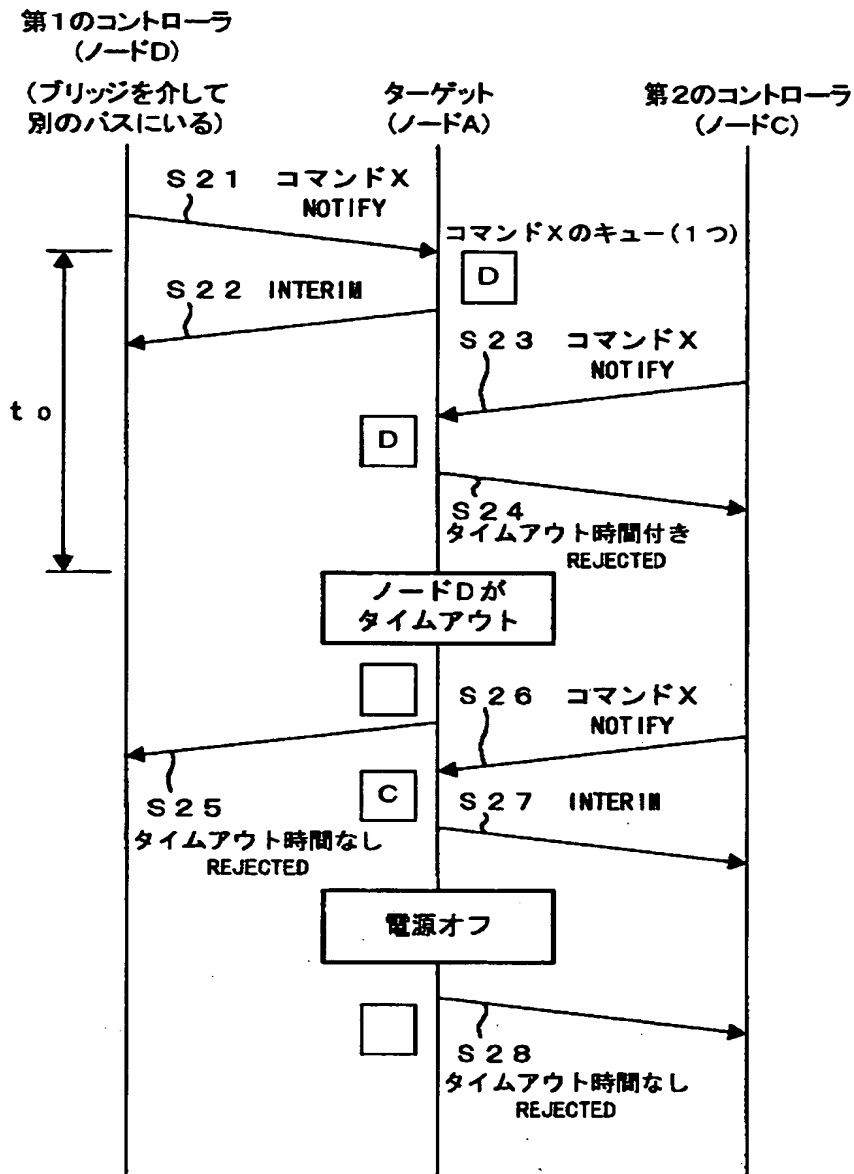 第1のコントローラ
(ノードD)
(ブリッジを介して
別のバスにいる)
ターゲット
(ノードA)
第2のコントローラ
(ノードC)
S21 コマンドX
NOTIFY
コマンドXのキュー(1つ)
D
S22 INTERIM
S23 コマンドX
NOTIFY
to
D
S24
タイムアウト時間付き
REJECTED
ノードDが
タイムアウト
S26 コマンドX
NOTIFY
S25
タイムアウト時間なし
REJECTED
C
S27 INTERIM
電源オフ
S28
タイムアウト時間なし
REJECTED